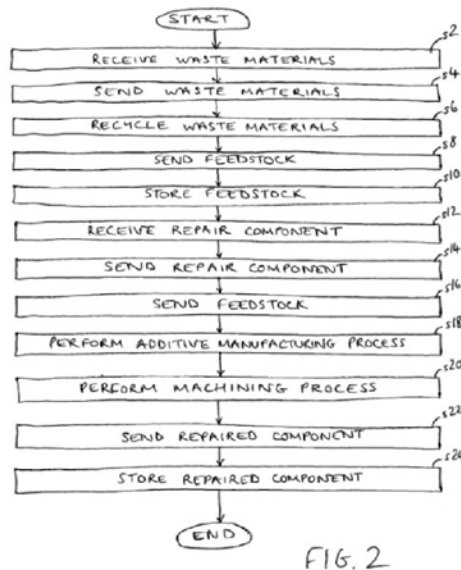 START
s2
RECEIVE WASTE MATERIALS
s4
SEND WASTE MATERIALS
s6
RECYCLE WASTE MATERIALS
s8
SEND FEEDSTOCK
s10
STORE FEEDSTOCK
s12
RECEIVE REPAIR COMPONENT
s14
SEND REPAIR COMPONENT
s16
SEND FEEDSTOCK
s18
PERFORM ADDITIVE MANUFACTURING PROCESS
s20
PERFORM MACHINING PROCESS
s22
SEND REPAIRED COMPONENT
s24
STORE REPAIRED COMPONENT
END
FIG. 2